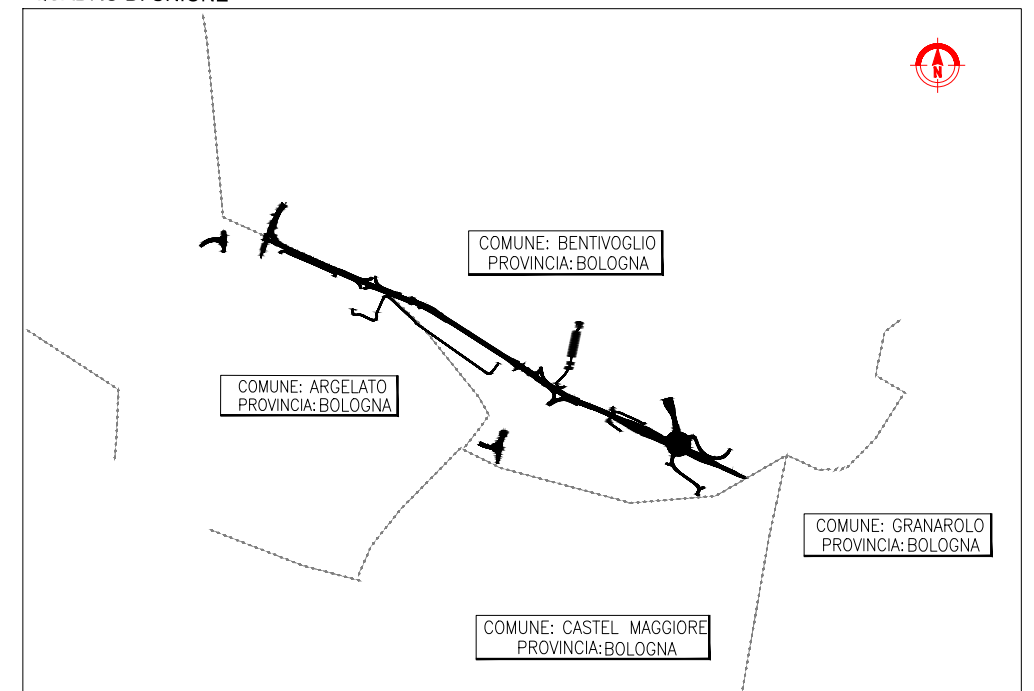 N
COMUNE: BENTIVOGLIO
PROVINCIA: BOLOGNA
COMUNE: ARGELATO
PROVINCIA: BOLOGNA
COMUNE: GRANAROLO
PROVINCIA: BOLOGNA
COMUNE: CASTEL MAGGIORE
PROVINCIA: BOLOGNA